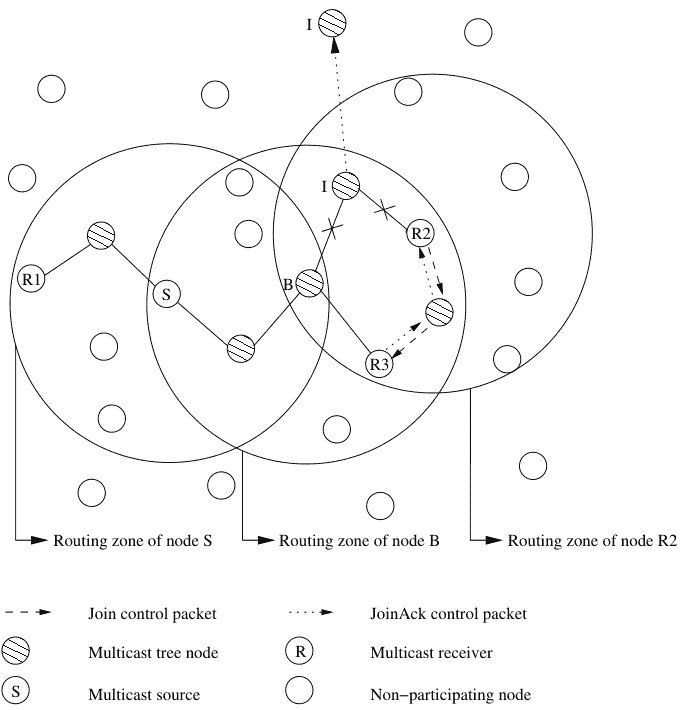 I
I
R2
R1
S
B
R3
Routing zone of node S
Routing zone of node B
Routing zone of node R2
Join control packet
JoinAck control packet
Multicast tree node
R
Multicast receiver
S
Multicast source
Non−participating node